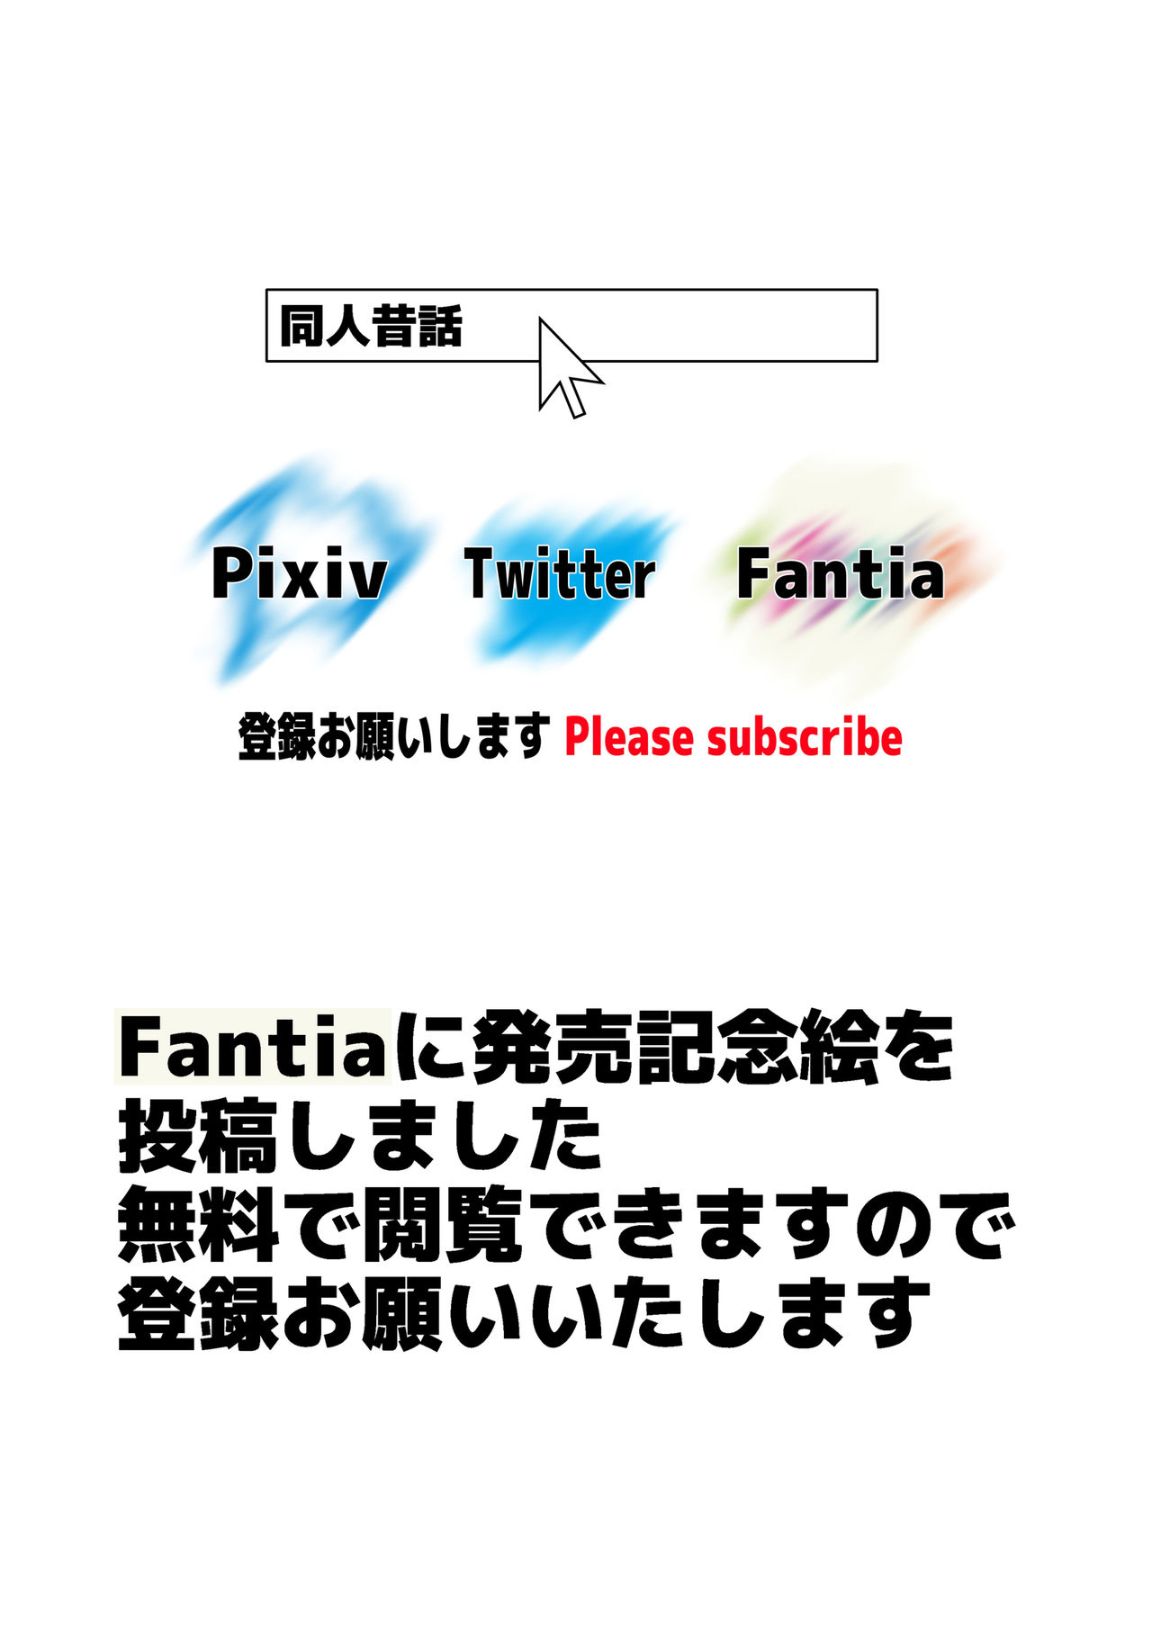 同人昔話
Pixiv Twitter Fantia
登録お願いします Please subscribe
Fantiaに発売記念絵を
投稿しました
無料で閲覧できますので
登録お願いいたします